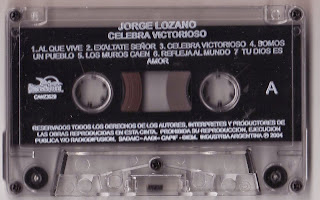 JORGE LOZANO
CELEBRA VICTORIOSO
1.AL QUE VIVE 2. EXALTATE SEÑOR 3. CELEBRA VICTORIOSO 4. SOMOS
UN PUEBLO 5. LOS MUROS CAEN 6. REFLEJA AL MUNDO 7 TU DIOS ES
AMOR
A
RESERVADOS TODOS LOS DERECHOS DE LOS AUTORES, INTERPRETES Y PRODUCTORES DE
LAS OBRAS REPRODUCIDAS EN ESTA CINTA. PROHIBIDA SU REPRODUCCION, EJECUCION
PUBLICA Y/O RADIODIFUSION. SADAIC - AADI - CAPIF - GEM. INDUSTRIA ARGENTINA ℗ 2004